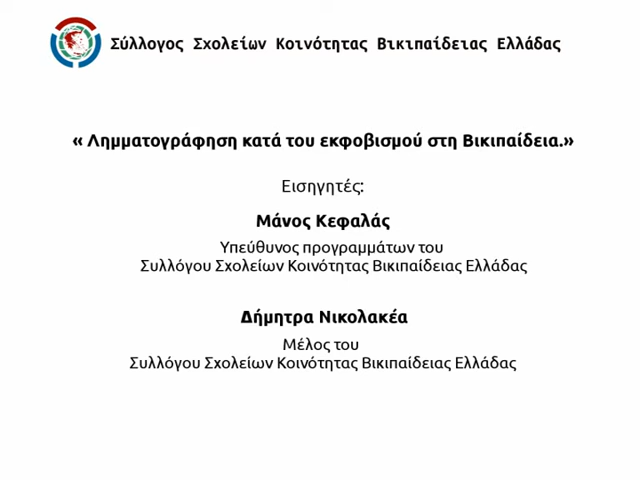 Σύλλογος Σχολείων Κοινότητας Βικιπαίδειας Ελλάδας
« Λημματογράφηση κατά του εκφοβισμού στη Βικιπαίδεια.»
Εισηγητές:
Μάνος Κεφαλάς
Υπεύθυνος προγραμμάτων του
Συλλόγου Σχολείων Κοινότητας Βικιπαίδειας Ελλάδας
Δήμητρα Νικολακέα
Μέλος του
Συλλόγου Σχολείων Κοινότητας Βικιπαίδειας Ελλάδας